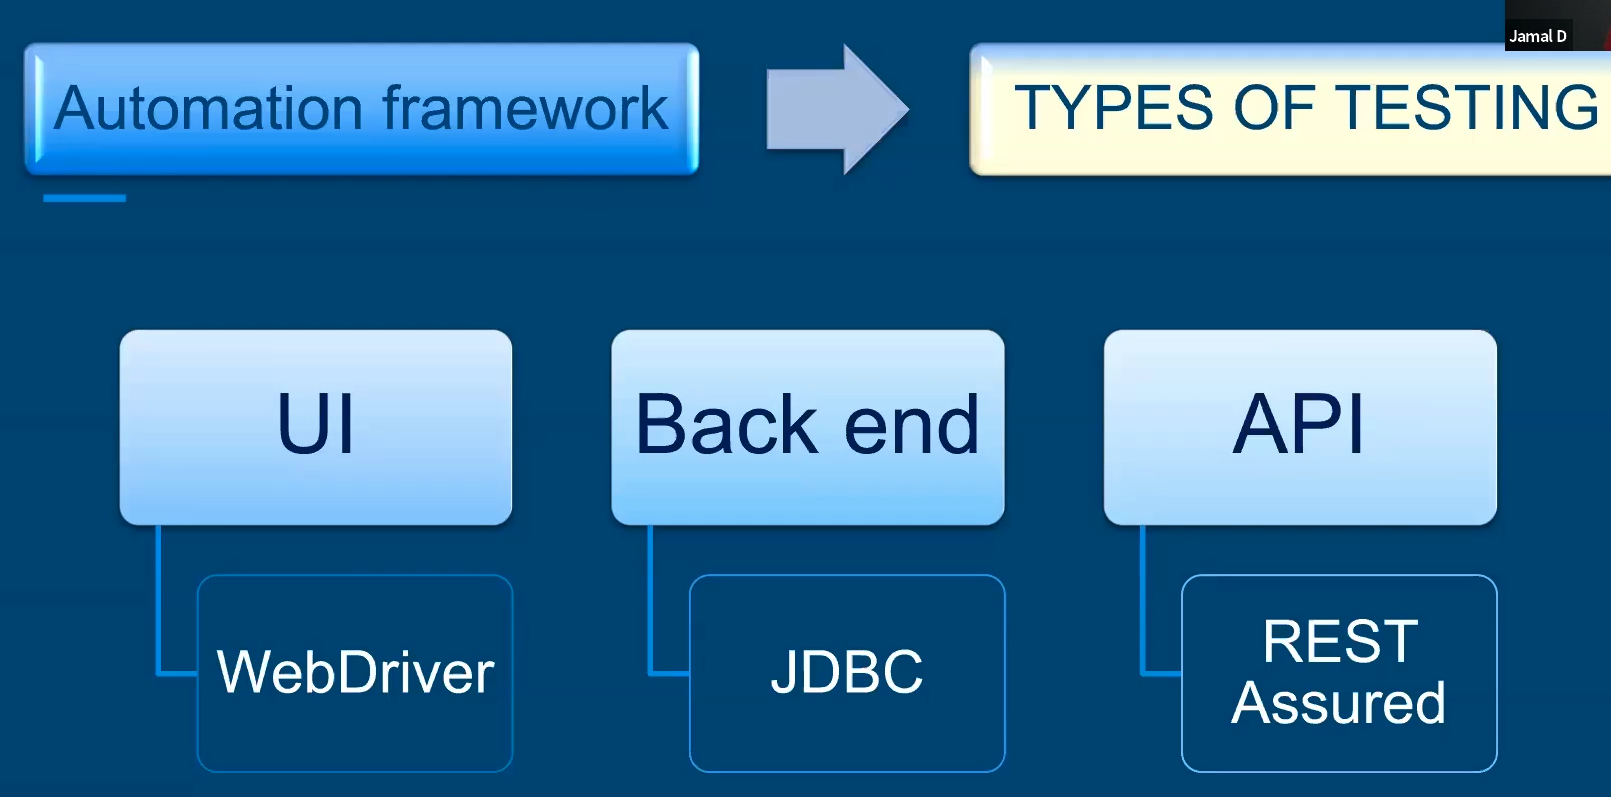 Jamal D
Automation framework
TYPES OF TESTING
UI
Back end
API
WebDriver
JDBC
REST
Assured